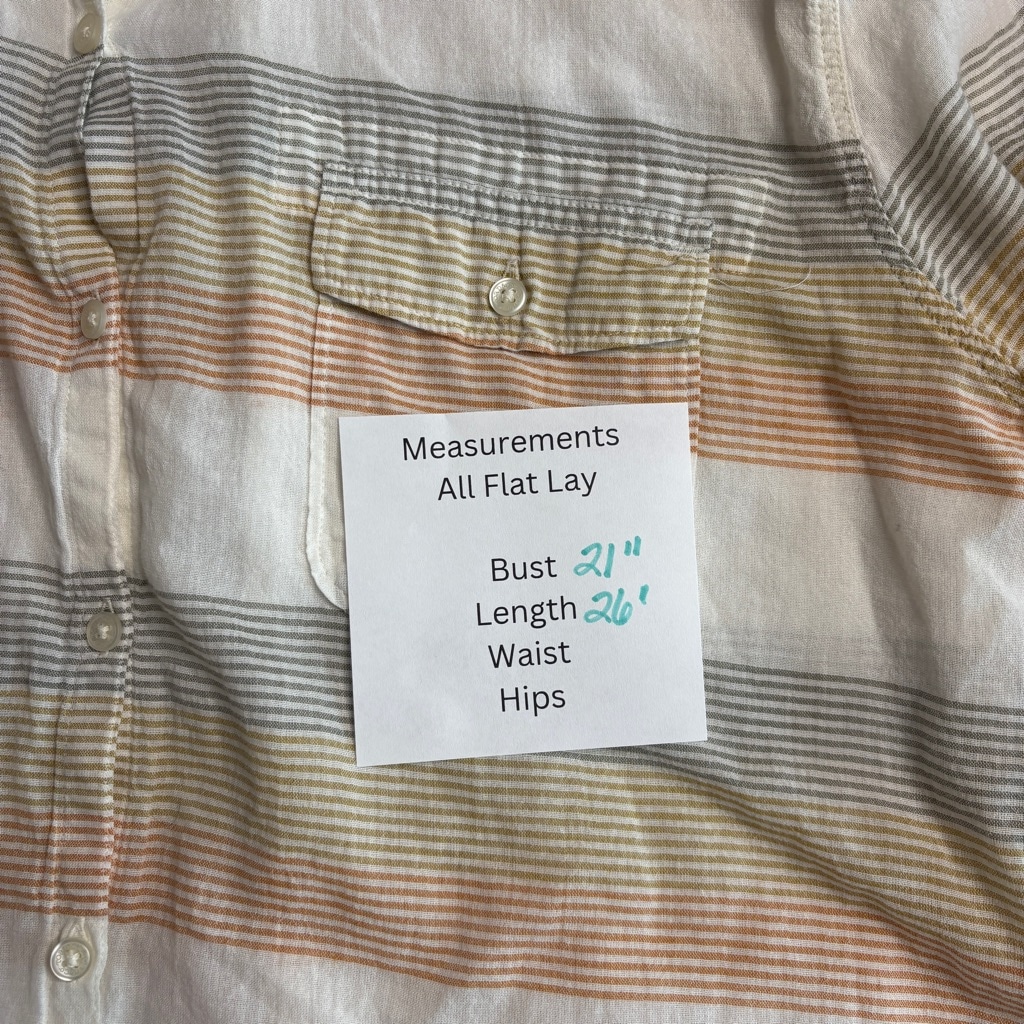 Measurements
All Flat Lay
Bust 21"
Length 26'
Waist
Hips